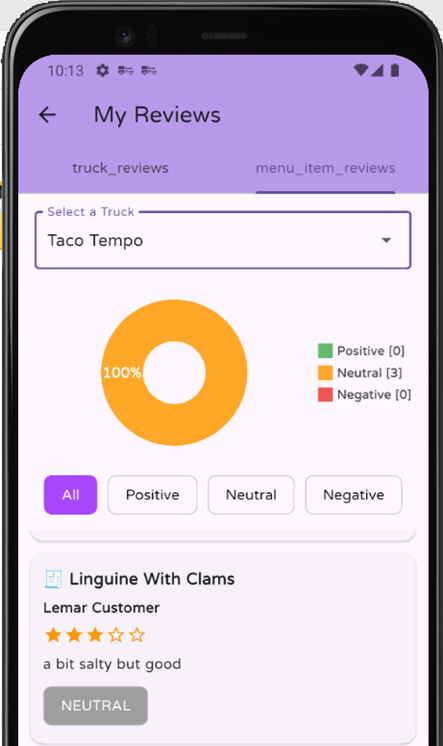 10:13
My Reviews
truck_reviews menu_item_reviews
Select a Truck
Taco Tempo
100%
Positive [0]
Neutral [3]
Negative [0]
All Positive Neutral Negative
Linguine With Clams
Lemar Customer
a bit salty but good
NEUTRAL